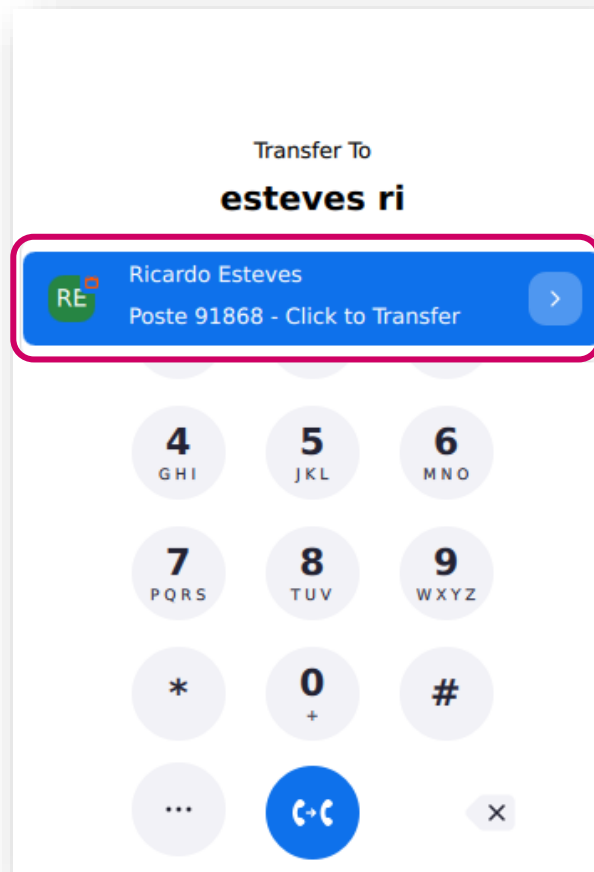 Transfer To
esteves ri
RE
Ricardo Esteves
Poste 91868 - Click to Transfer
4 5 6
GHI JKL MNO
7 8 9
PQRS TUV WXYZ
* 0 #
+
...